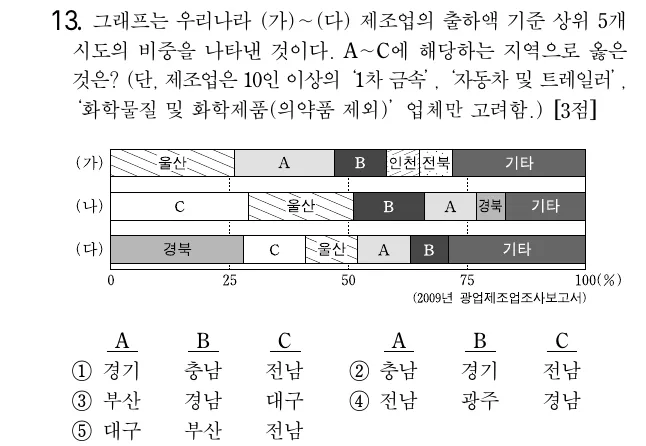 13. 그래프는 우리나라 (가)~(다) 제조업의 출하액 기준 상위 5개
시도의 비중을 나타낸 것이다. A~C에 해당하는 지역으로 옳은
것은? (단, 제조업은 10인 이상의 ‘1차 금속’, ‘자동차 및 트레일러’,
‘화학물질 및 화학제품(의약품 제외)’ 업체만 고려함.) [3점]
(가) 울산 A B 인천 전북 기타
(나) C 울산 B A 경북 기타
(다) 경북 C 울산 A B 기타
0 25 50 75 100(%)
(2009년 광업제조업조사보고서)
A B C A B C
① 경기 충남 전남 ② 충남 경기 전남
③ 부산 경남 대구 ④ 전남 광주 경남
⑤ 대구 부산 전남